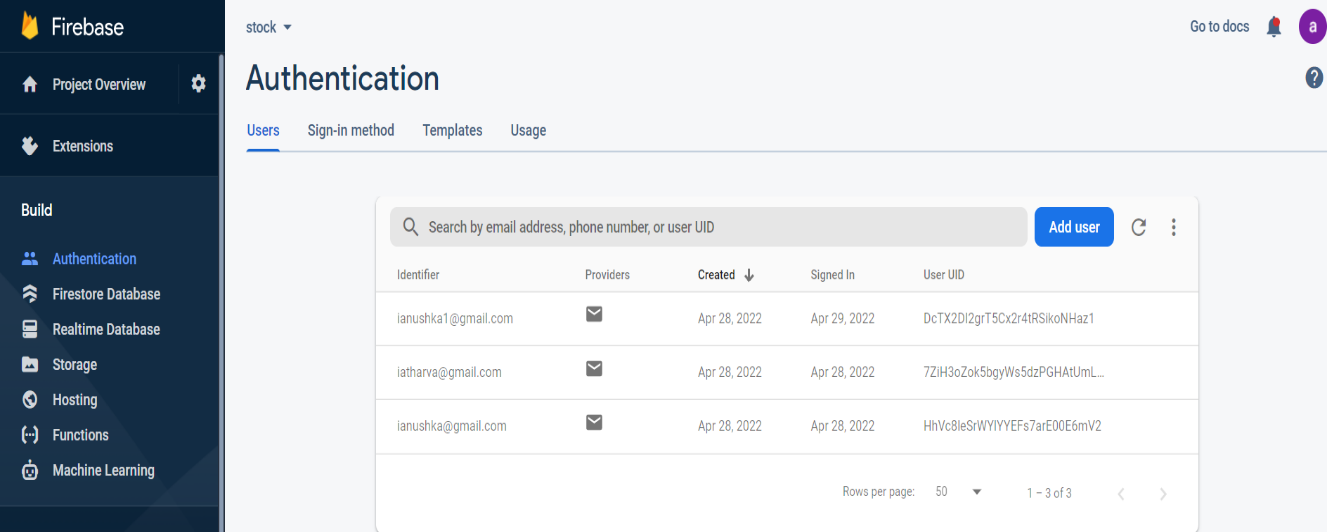 Firebase
Project Overview
Extensions
Build
Authentication
Firestore Database
Realtime Database
Storage
Hosting
Functions
Machine Learning
stock
Go to docs
a
Authentication
Users Sign-in method Templates Usage
Search by email address, phone number, or user UID Add user
Identifier Providers Created Signed In User UID
ianushka1@gmail.com Apr 28, 2022 Apr 29, 2022 DcTX2DI2grT5Cx2r4tRSikoNHaz1
iatharva@gmail.com Apr 28, 2022 Apr 28, 2022 7ZiH3oZok5bgyWs5dzPGHAtUmL...
ianushka@gmail.com Apr 28, 2022 Apr 28, 2022 HhVc8IeSrWYIYYEFs7arE00E6mV2
Rows per page: 50 1 – 3 of 3